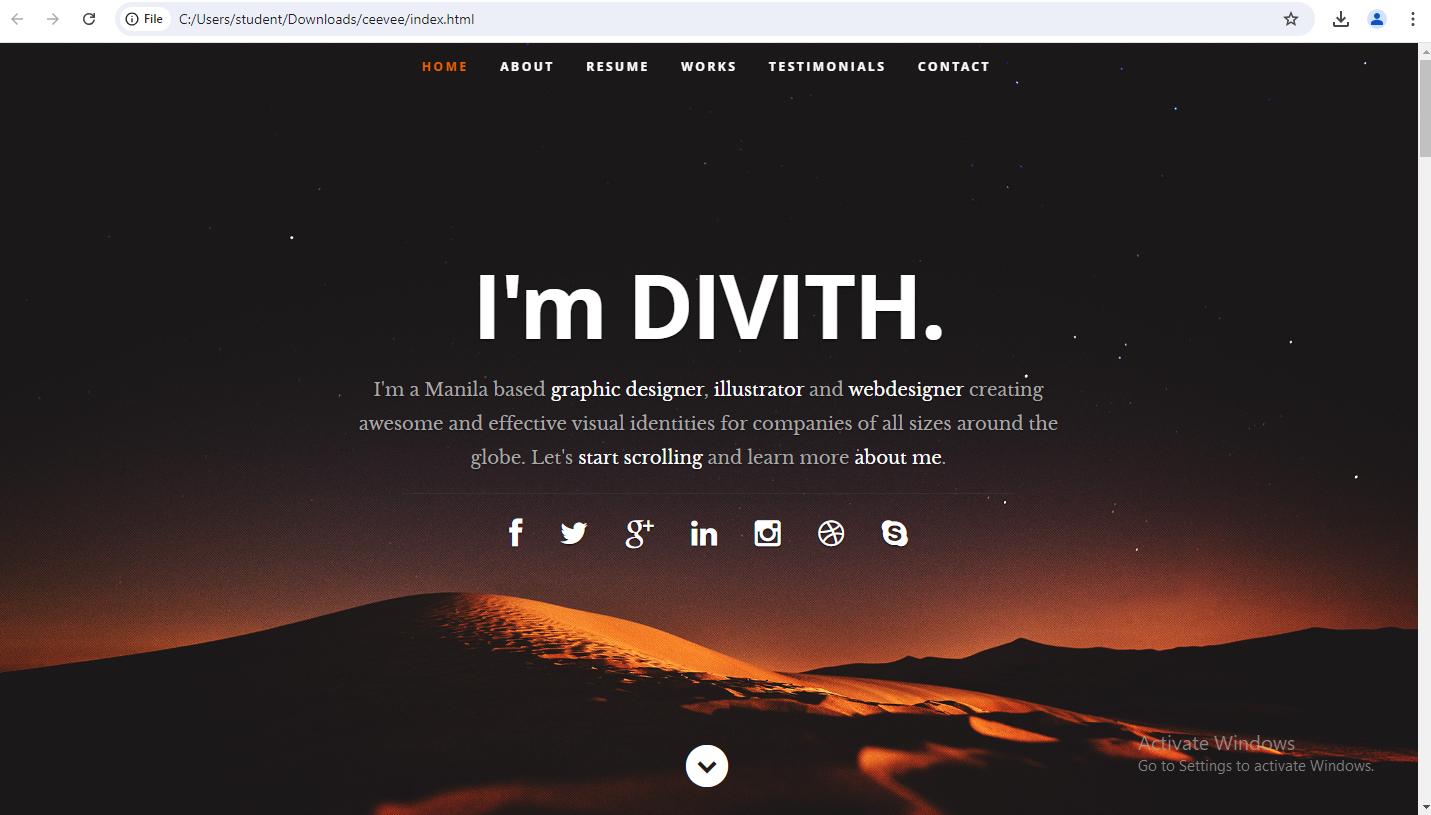 File C:/Users/student/Downloads/ceevee/index.html
HOME ABOUT RESUME WORKS TESTIMONIALS CONTACT
I'm DIVITH.
I'm a Manila based graphic designer, illustrator and webdesigner creating
awesome and effective visual identities for companies of all sizes around the
globe. Let's start scrolling and learn more about me.
Activate Windows
Go to Settings to activate Windows.